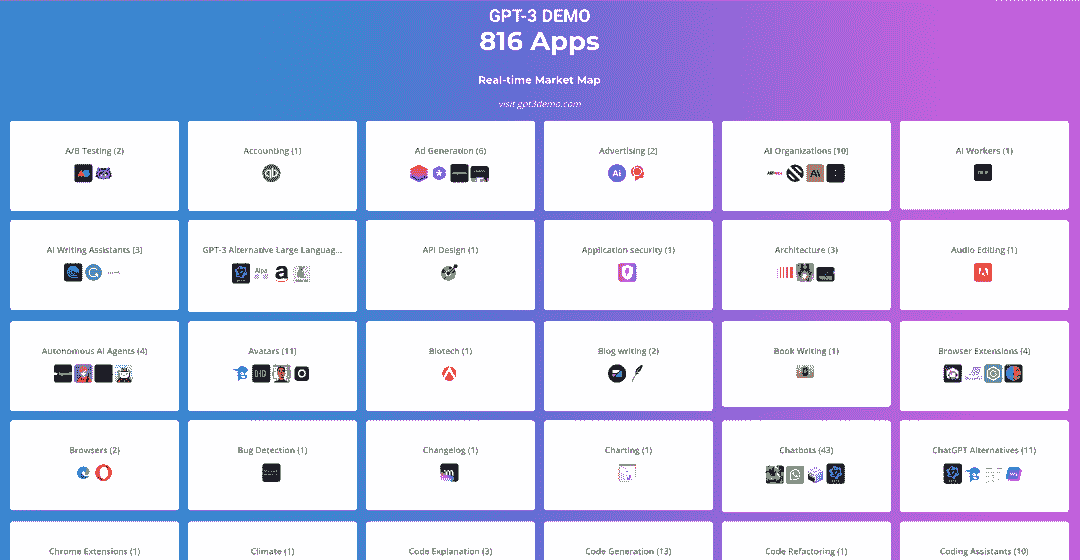 GPT-3 DEMO
816 Apps
Real-time Market Map
visit gpt3demo.com
A/B Testing (2)
Accounting (1)
Ad Generation (6)
Advertising (2)
AI Organizations (10)
AI Workers (1)
AI Writing Assistants (3)
GPT-3 Alternative Large Languag...
API Design (1)
Application security (1)
Architecture (3)
Audio Editing (1)
Autonomous AI Agents (4)
Avatars (11)
Biotech (1)
Blog writing (2)
Book Writing (1)
Browser Extensions (4)
Browsers (2)
Bug Detection (1)
Changelog (1)
Charting (1)
Chatbots (43)
ChatGPT Alternatives (11)
Chrome Extensions (1)
Climate (1)
Code Explanation (3)
Code Generation (13)
Code Refactoring (1)
Coding Assistants (10)